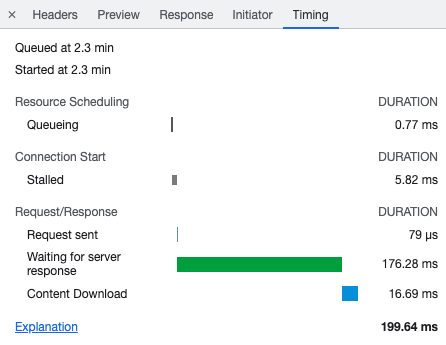 × Headers Preview Response Initiator Timing
Queued at 2.3 min
Started at 2.3 min
Resource Scheduling DURATION
Queueing 0.77 ms
Connection Start DURATION
Stalled 5.82 ms
Request/Response DURATION
Request sent 79 μs
Waiting for server
response 176.28 ms
Content Download 16.69 ms
Explanation 199.64 ms